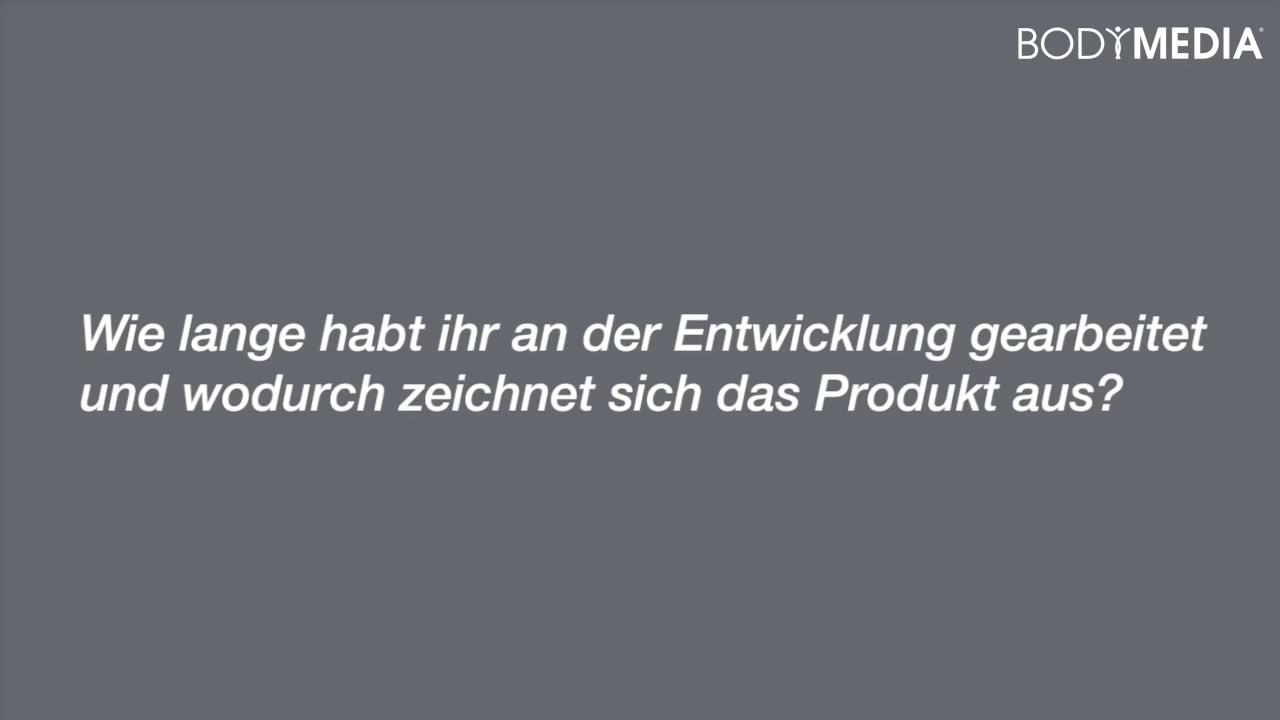 BODYMEDIA®
Wie lange habt ihr an der Entwicklung gearbeitet
und wodurch zeichnet sich das Produkt aus?